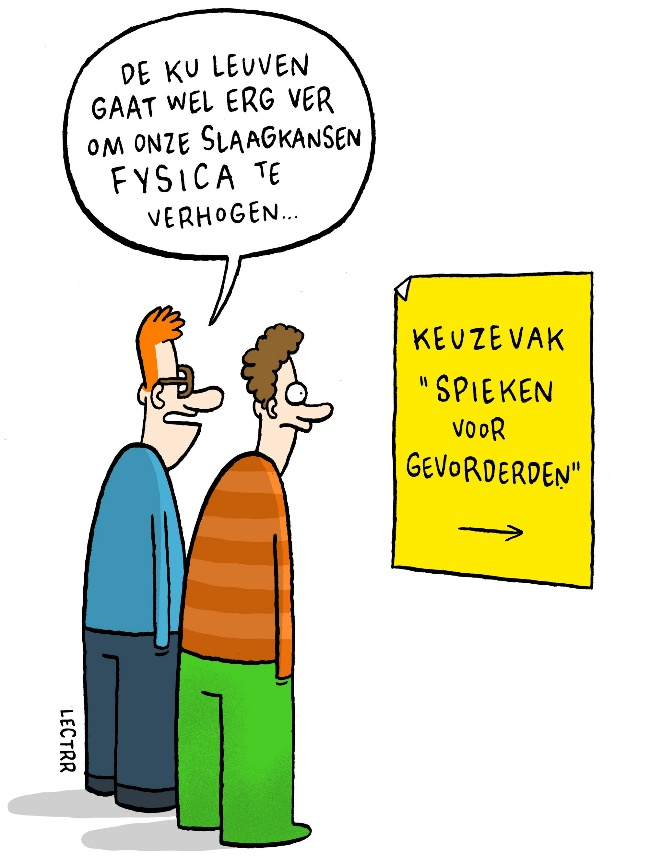 DE KU LEUVEN
GAAT WEL ERG VER
OM ONZE SLAAGKANSEN
FYSICA TE
VERHOGEN...
KEUZEVAK
"SPIEKEN
VOOR
GEVORDERDEN"
LECTRR